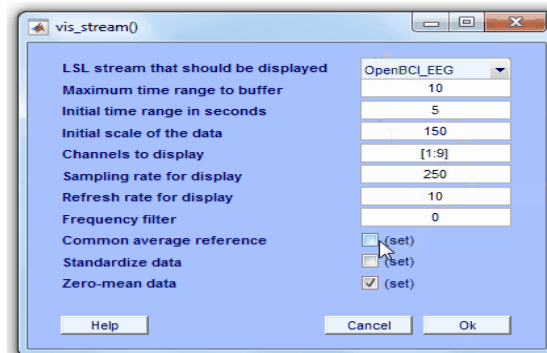 vis_stream()
LSL stream that should be displayed OpenBCI_EEG
Maximum time range to buffer 10
Initial time range in seconds 5
Initial scale of the data 150
Channels to display [1:9]
Sampling rate for display 250
Refresh rate for display 10
Frequency filter 0
Common average reference (set)
Standardize data (set)
Zero-mean data (set)
Help Cancel Ok